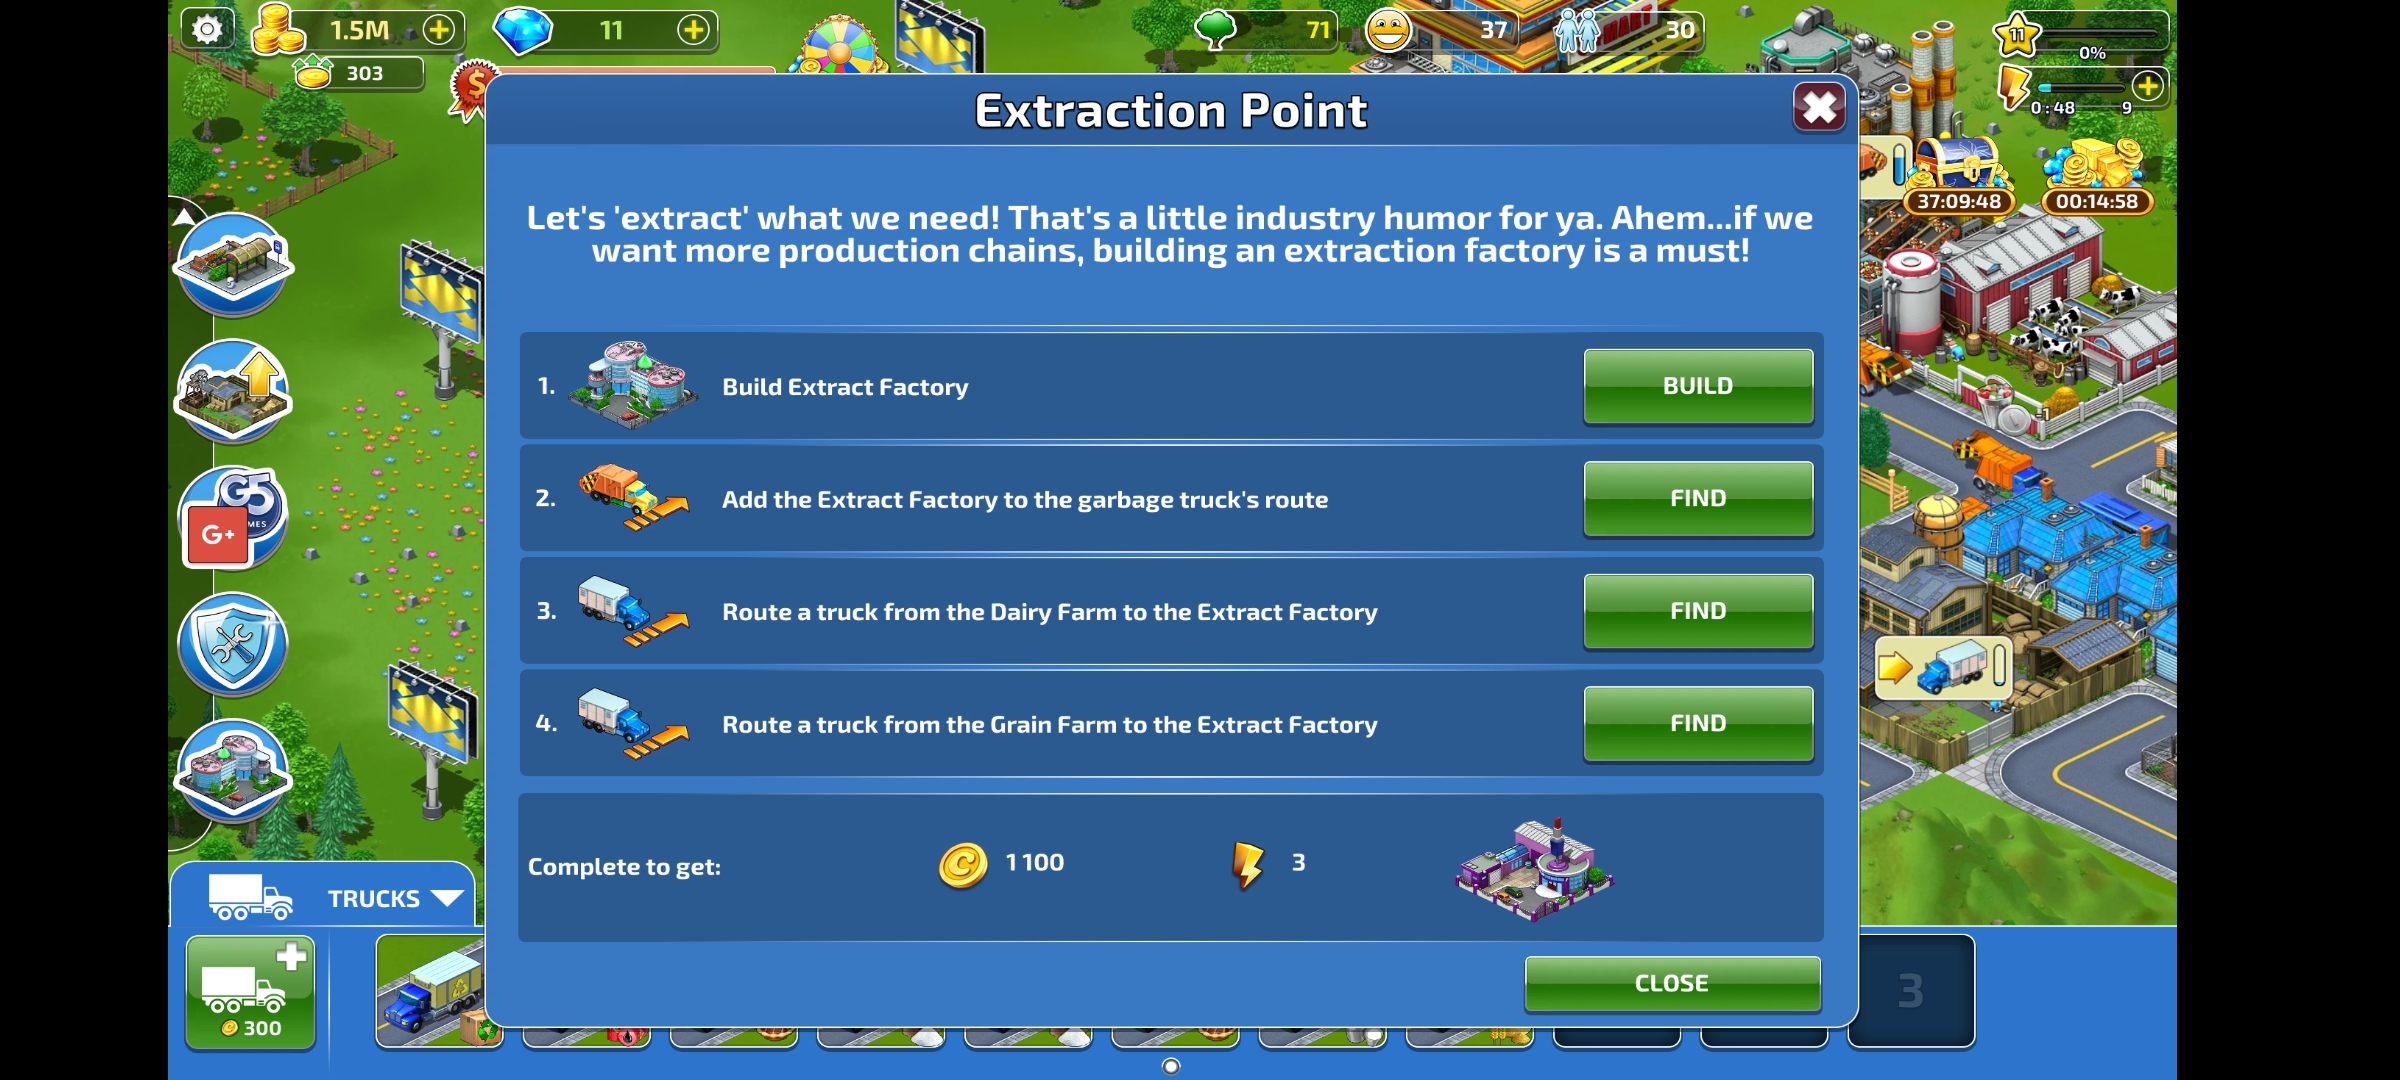 1.5M
11
71
37
30
11
0%
303
0:48
9
Extraction Point
37:09:48
00:14:58
Let's 'extract' what we need! That's a little industry humor for ya. Ahem...if we
want more production chains, building an extraction factory is a must!
1.
Build Extract Factory
BUILD
-1
2.
Add the Extract Factory to the garbage truck's route
FIND
G5
MES
G+
3.
Route a truck from the Dairy Farm to the Extract Factory
FIND
4.
Route a truck from the Grain Farm to the Extract Factory
FIND
Complete to get:
1 100
3
TRUCKS
CLOSE
300
3